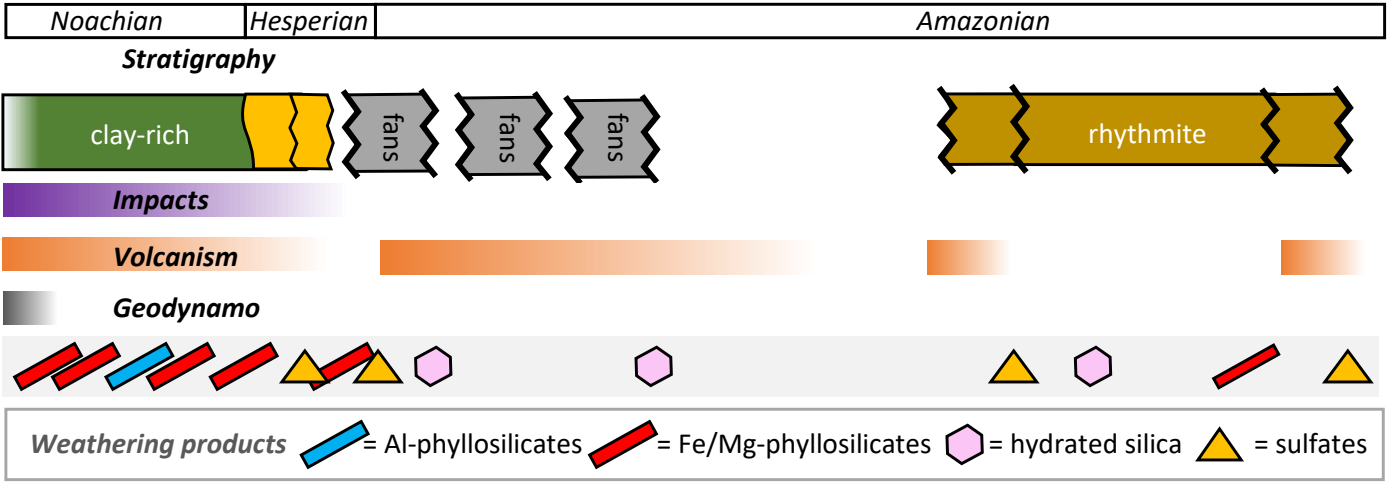 Noachian Hesperian Amazonian
Stratigraphy
clay-rich fans fans fans rhythmite
Impacts
Volcanism
Geodynamo
Weathering products = Al-phyllosilicates = Fe/Mg-phyllosilicates = hydrated silica = sulfates